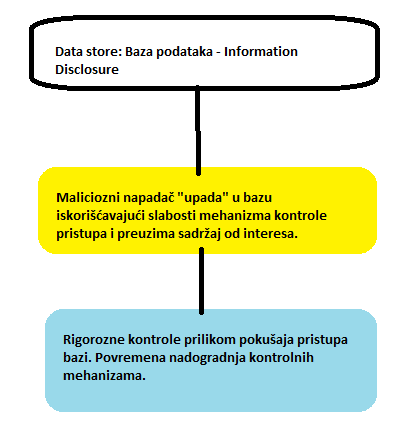 Data store: Baza podataka - Information
Disclosure
Maliciozni napadač "upada" u bazu
iskorišćavajući slabosti mehanizma kontrole
pristupa i preuzima sadržaj od interesa.
Rigorozne kontrole prilikom pokušaja pristupa
bazi. Povremena nadogradnja kontrolnih
mehanizama.